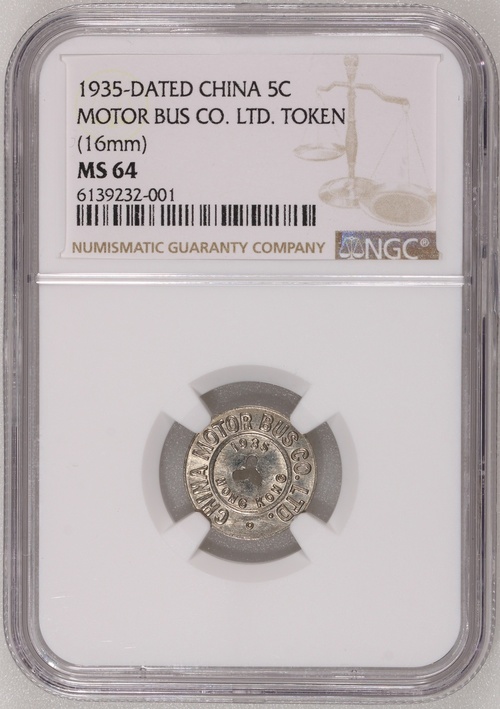 1935-DATED CHINA 5C
MOTOR BUS CO. LTD. TOKEN
(16mm)
MS 64
6139232-001
NUMISMATIC GUARANTY COMPANY
NGC®
CHINA MOTOR BUS CO. LTD.
1935
HONG KONG